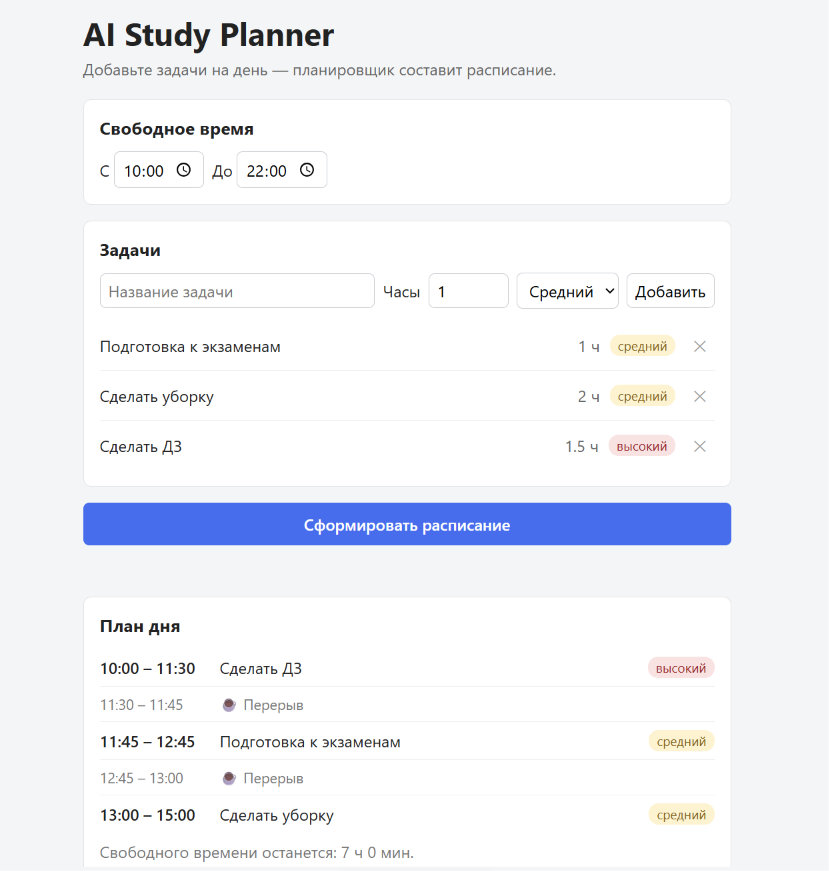 AI Study Planner
Добавьте задачи на день — планировщик составит расписание.
Свободное время
С 10:00 До 22:00
Задачи
Название задачи Часы 1 Средний Добавить
Подготовка к экзаменам 1 ч средний
Сделать уборку 2 ч средний
Сделать ДЗ 1.5 ч высокий
Сформировать расписание
План дня
10:00 – 11:30 Сделать ДЗ высокий
11:30 – 11:45 Перерыв
11:45 – 12:45 Подготовка к экзаменам средний
12:45 – 13:00 Перерыв
13:00 – 15:00 Сделать уборку средний
Свободного времени останется: 7 ч 0 мин.